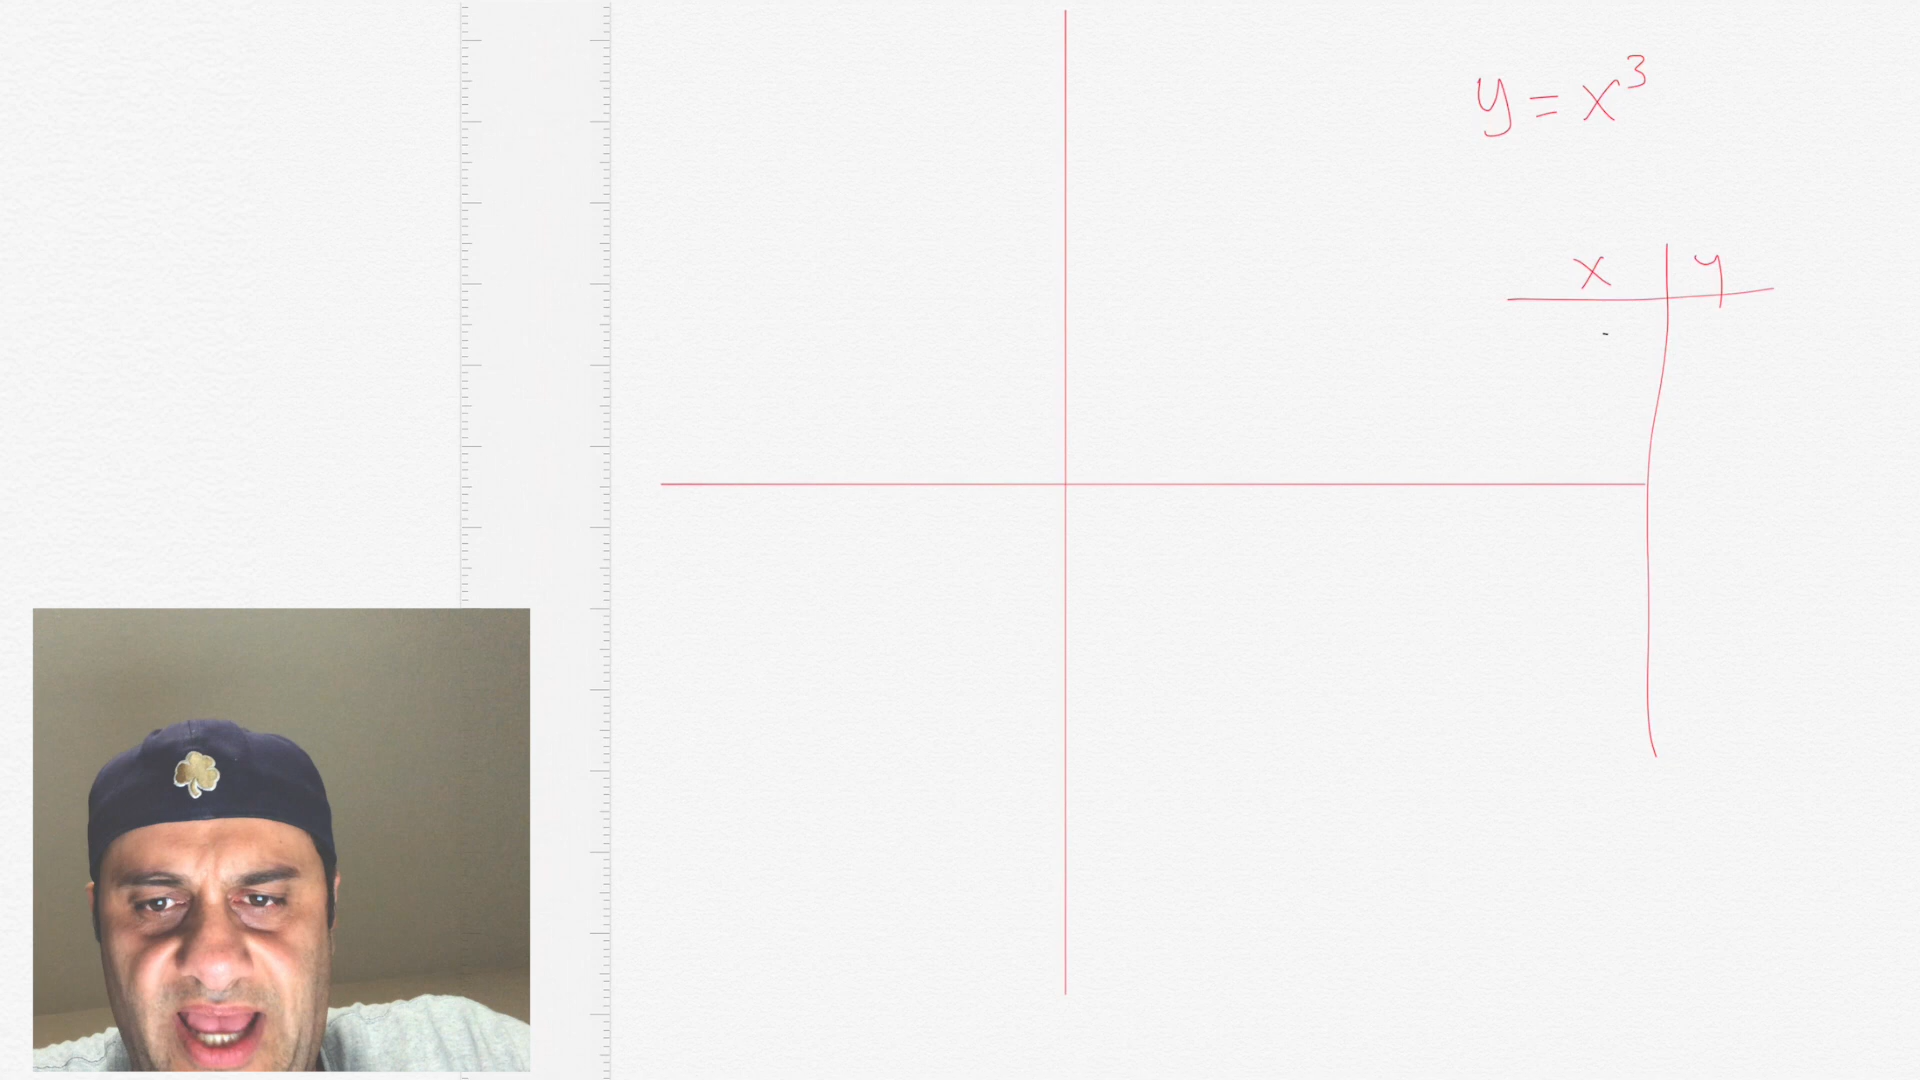 y = x³
x y